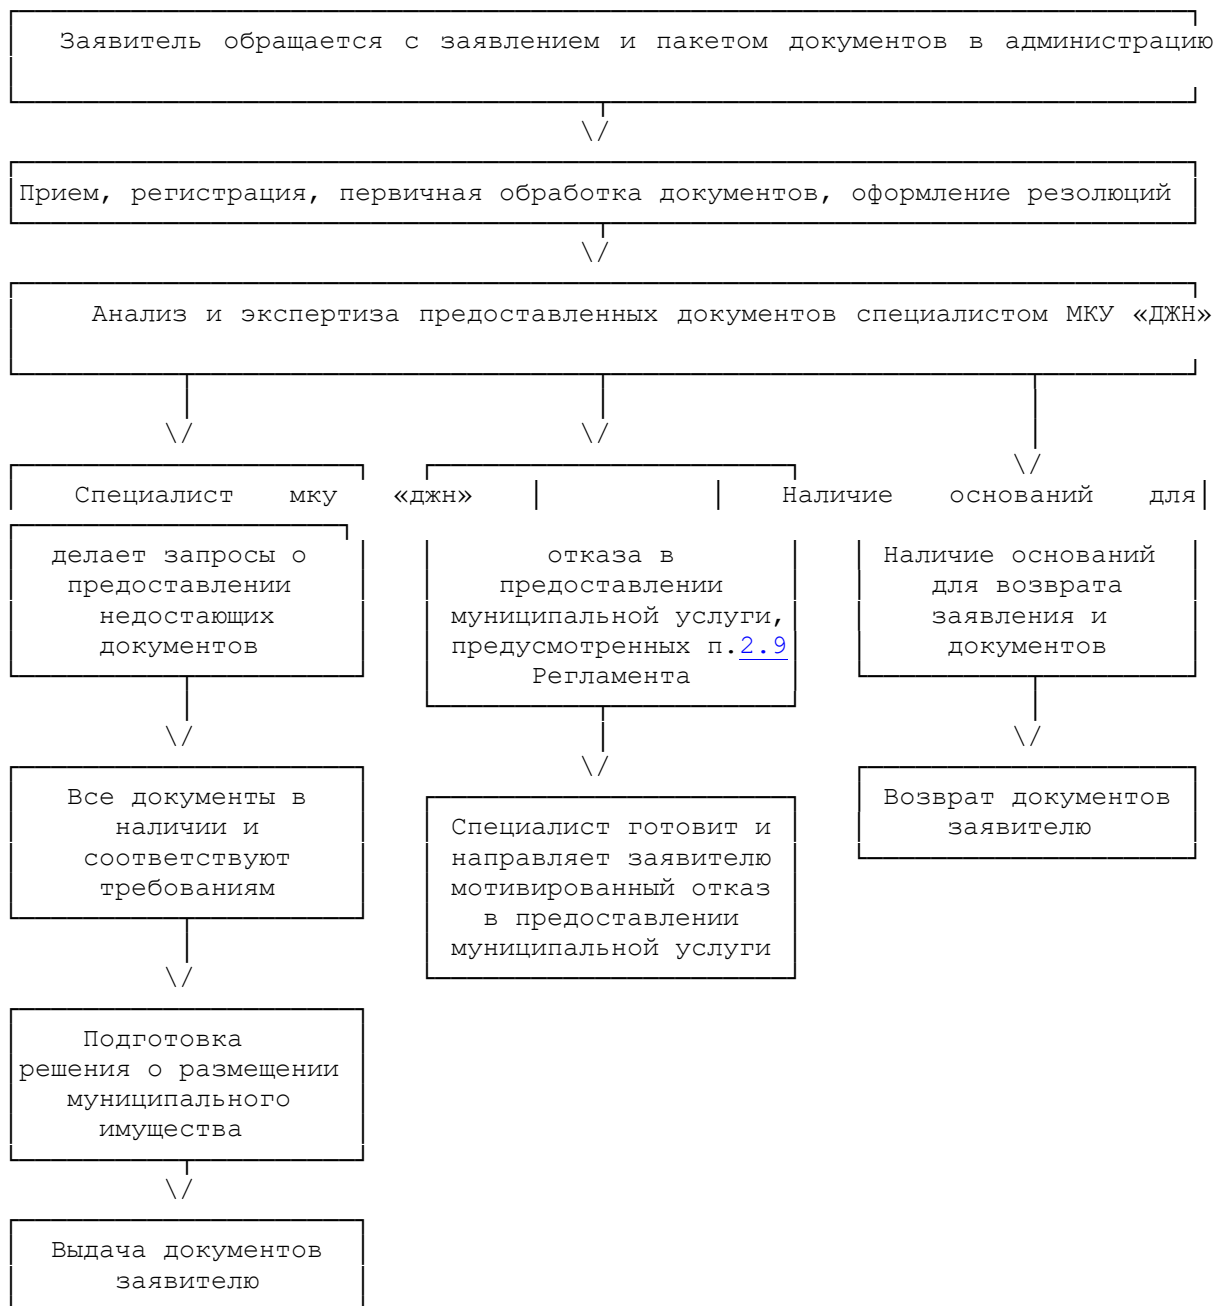 Заявитель обращается с заявлением и пакетом документов в администрацию
\/
Прием, регистрация, первичная обработка документов, оформление резолюций
\/
Анализ и экспертиза предоставленных документов специалистом МКУ «ДЖН»
\/ \/
\/
Специалист мку «джн» Наличие оснований для
делает запросы о
предоставлении
недостающих
документов
отказа в
предоставлении
муниципальной услуги,
предусмотренных п.2.9
Регламента
Наличие оснований
для возврата
заявления и
документов
\/ \/
\/
Все документы в
наличии и
соответствуют
требованиям
Специалист готовит и
направляет заявителю
мотивированный отказ
в предоставлении
муниципальной услуги
Возврат документов
заявителю
\/
Подготовка
решения о размещении
муниципального
имущества
\/
Выдача документов
заявителю